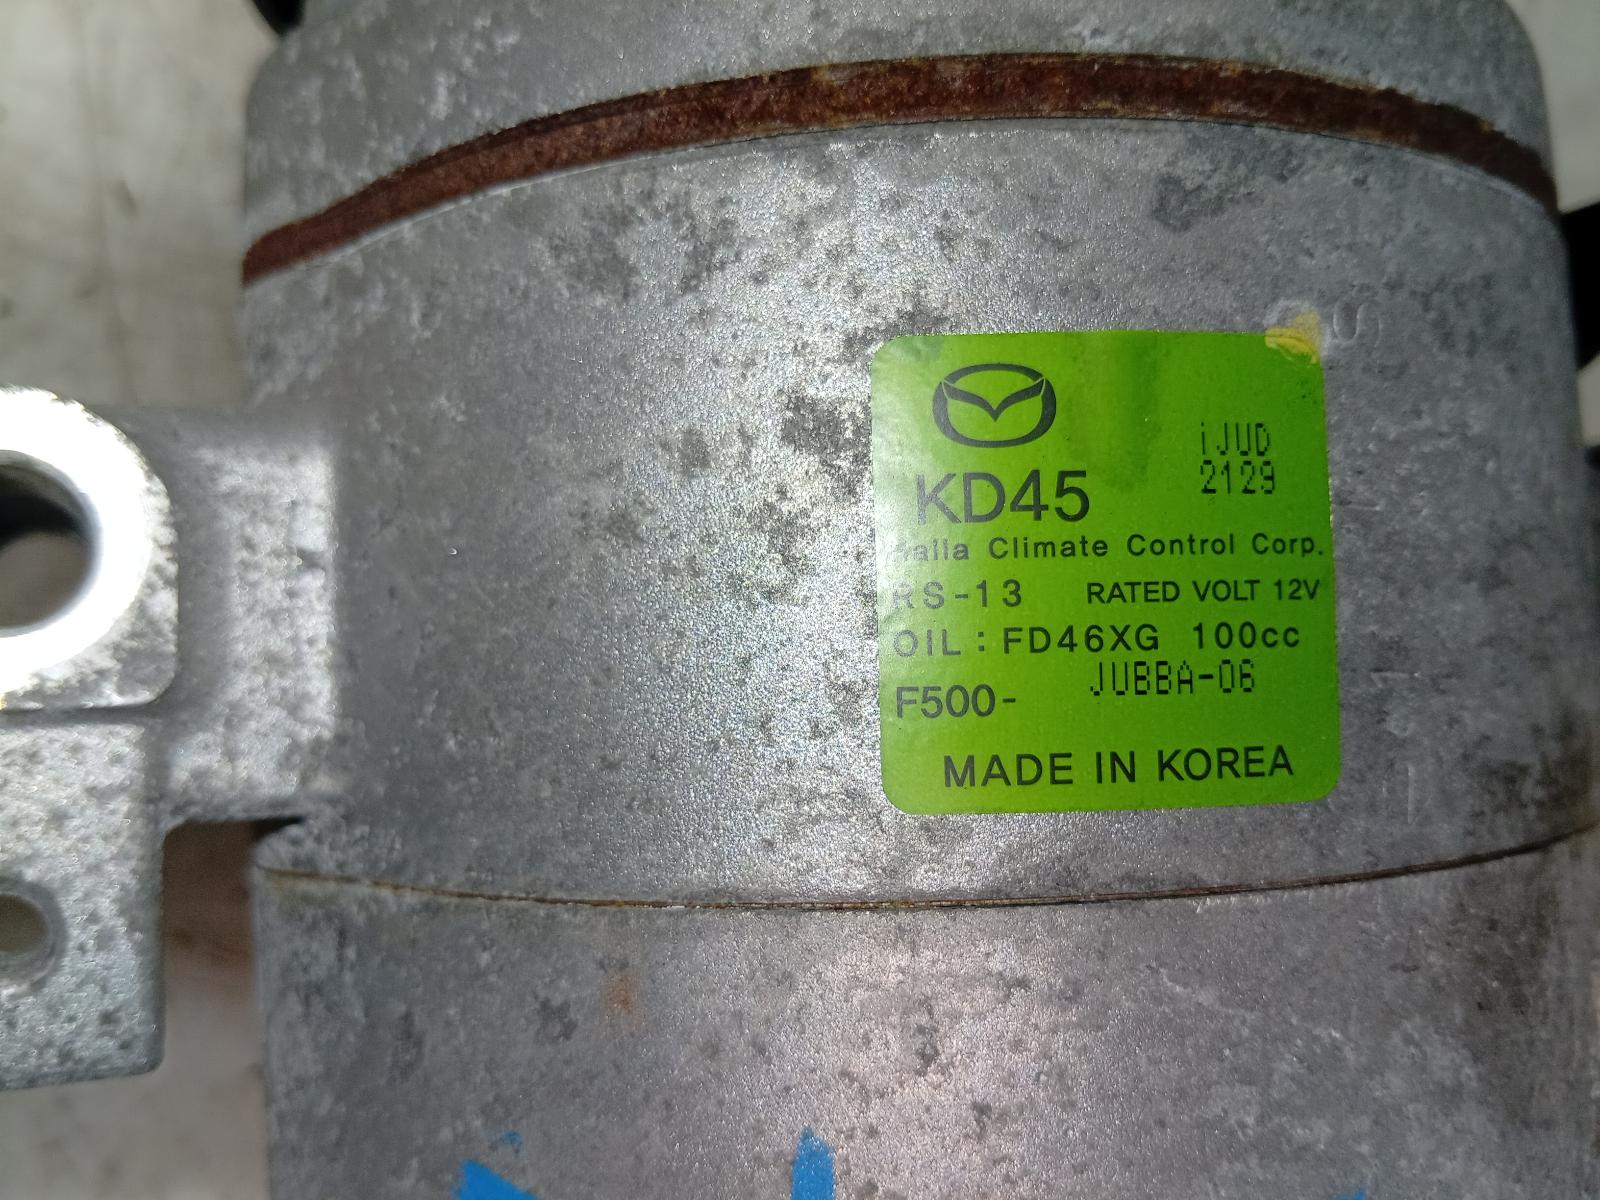 iJUD
KD45 2129
Halla Climate Control Corp.
RS-13 RATED VOLT 12V
OIL : FD46XG 100cc
F500- JUBBA-06
MADE IN KOREA